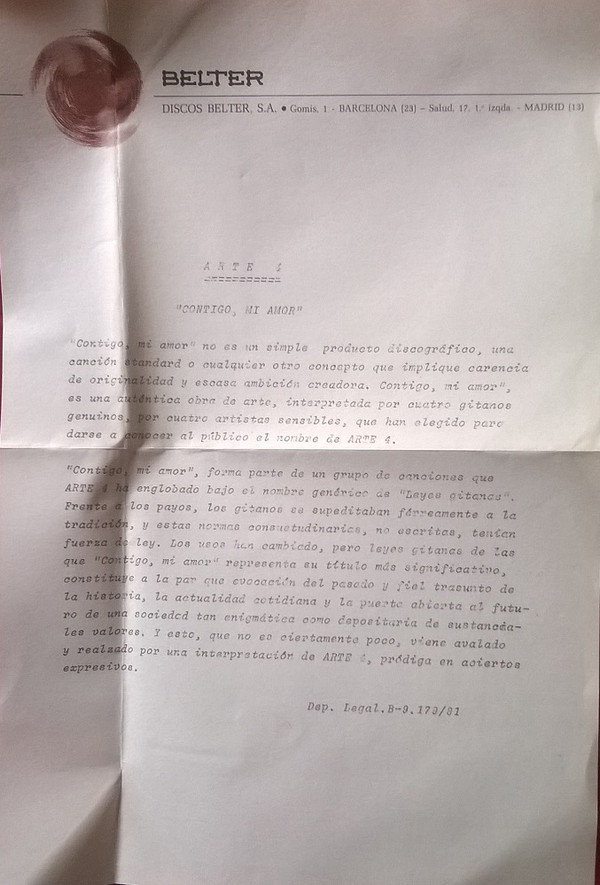 BELTER
DISCOS BELTER, S.A. ● Gomis, 1 - BARCELONA (23) – Salud, 17, 1.º izqda. - MADRID (13)
A R T E 4
===========
"CONTIGO, MI AMOR"
"Contigo, mi amor" no es un simple producto discográfico, una
canción standard o cualquier otro concepto que implique carencia
de originalidad y escasa ambición creadora. Contigo, mi amor",
es una auténtica obra de arte, interpretada por cuatro gitanos
genuinos, por cuatro artistas sensibles, que han elegido para
darse a conocer al público el nombre de ARTE 4.
"Contigo, mi amor", forma parte de un grupo de canciones que
ARTE 4 ha englobado bajo el nombre genérico de "Leyes gitanas".
Frente a los payos, los gitanos se supeditaban férreamente a la
tradición, y estas normas consuetudinarias, no escritas, tenían
fuerza de ley. Los usos han cambiado, pero leyes gitanas de las
que "Contigo, mi amor" representa su título más significativo,
constituye a la par que evocación del pasado y fiel trasunto de
la historia, la actualidad cotidiana y la puerta abierta al futu-
ro de una sociedad tan enigmática como depositaria de sustancia-
les valores. Y esto, que no es ciertamente poco, viene avalado
y realzado por una interpretación de ARTE 4, pródiga en aciertos
expresivos.
Dep. Legal.B-9.179/81